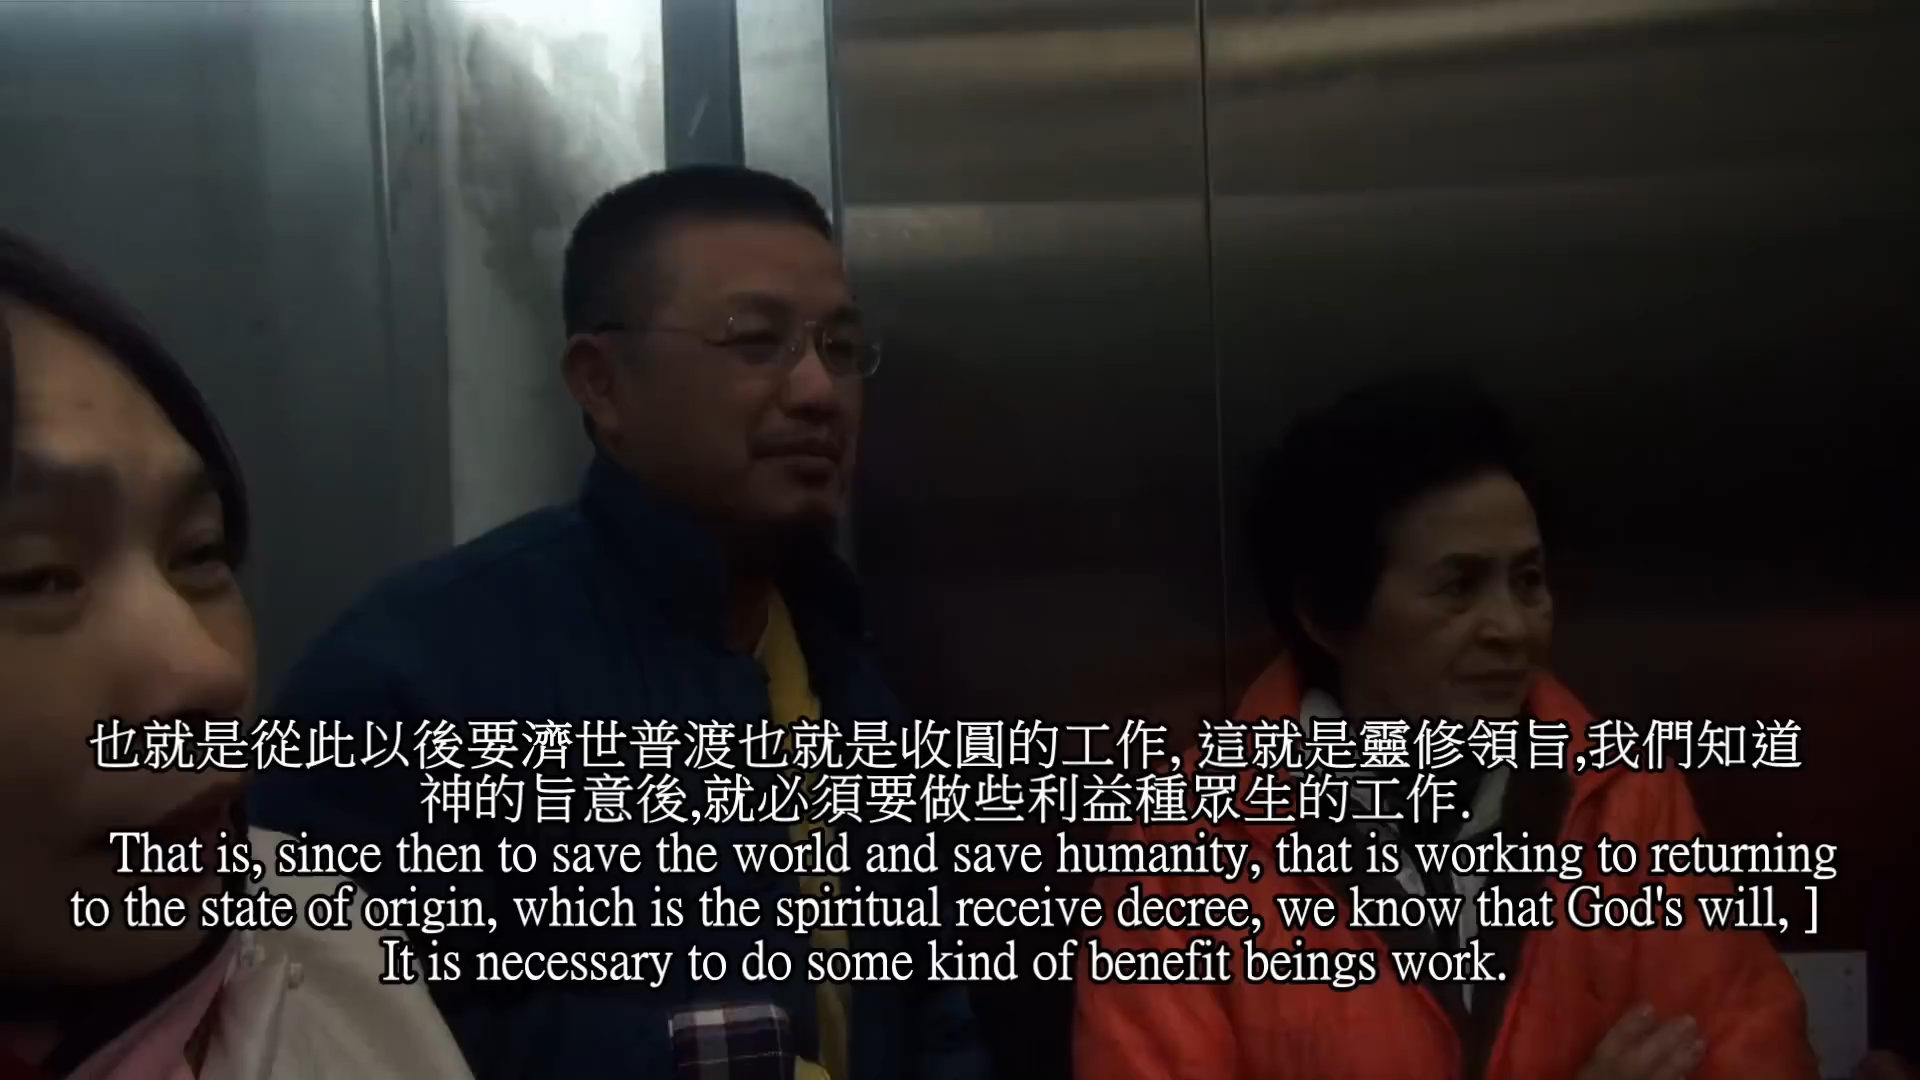 也就是從此以後要濟世普渡也就是收圓的工作, 這就是靈修領旨,我們知道
神的旨意後,就必須要做些利益種眾生的工作.
That is, since then to save the world and save humanity, that is working to returning
to the state of origin, which is the spiritual receive decree, we know that God's will, ]
It is necessary to do some kind of benefit beings work.